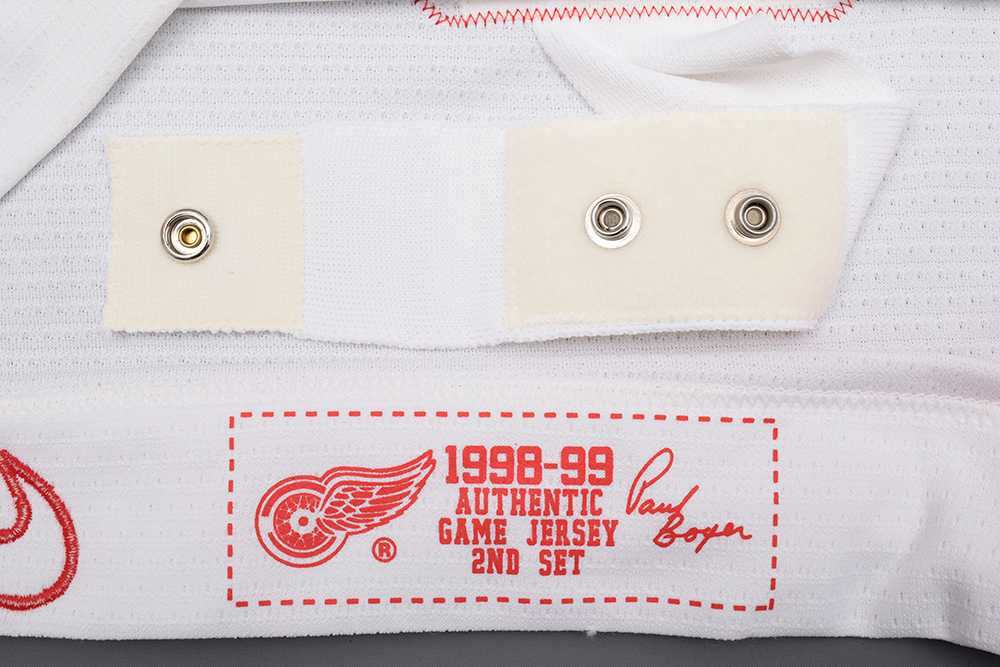 1998-99
AUTHENTIC
GAME JERSEY
2ND SET
Paul
Boyer
®